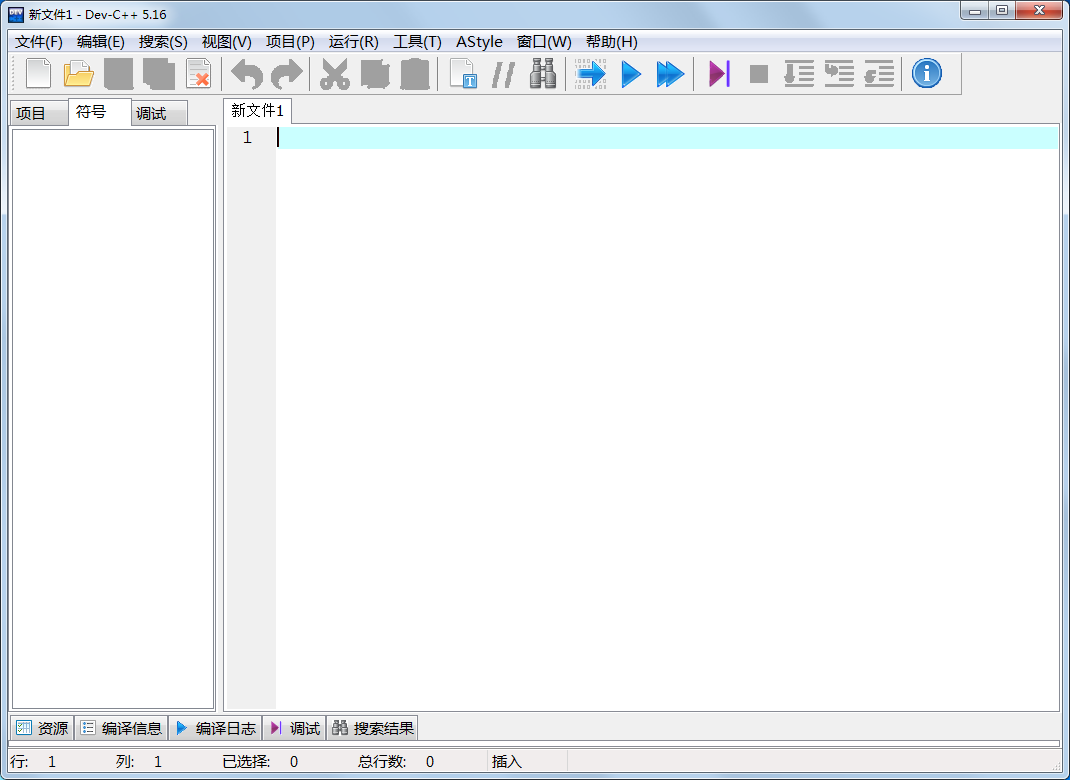 新文件1 - Dev-C++ 5.16
文件(F) 编辑(E) 搜索(S) 视图(V) 项目(P) 运行(R) 工具(T) AStyle 窗口(W) 帮助(H)
项目 符号 调试 新文件1
1
资源 编译信息 编译日志 调试 搜索结果
行: 1 列: 1 已选择: 0 总行数: 0 插入